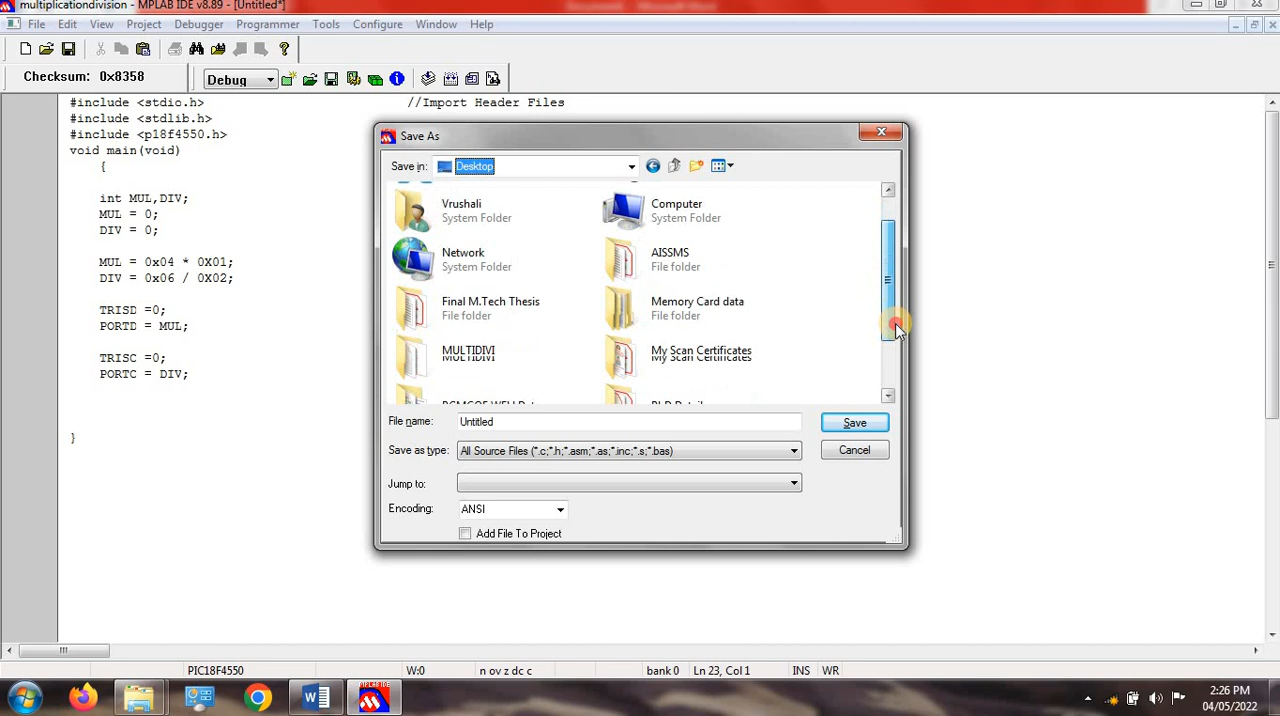 multiplicationdivision - MPLAB IDE v8.89 - [Untitled*]
File Edit View Project Debugger Programmer Tools Configure Window Help
Checksum: 0x8358
Debug
#include <stdio.h> //Import Header Files
#include <stdlib.h>
#include <p18f4550.h>
void main(void)
{
int MUL,DIV;
MUL = 0;
DIV = 0;
MUL = 0x04 * 0X01;
DIV = 0x06 / 0X02;
TRISD =0;
PORTD = MUL;
TRISC =0;
PORTC = DIV;
}
Save As
Save in: Desktop
Vrushali
System Folder
Computer
System Folder
Network
System Folder
AISSMS
File folder
Final M.Tech Thesis
File folder
Memory Card data
File folder
MULTIDIVI
My Scan Certificates
File name: Untitled Save
Save as type: All Source Files (*.c;*.h;*.asm;*.as;*.inc;*.s;*.bas) Cancel
Jump to:
Encoding: ANSI
Add File To Project
PIC18F4550 W:0 n ov z dc c bank 0 Ln 23, Col 1 INS WR
2:26 PM
04/05/2022